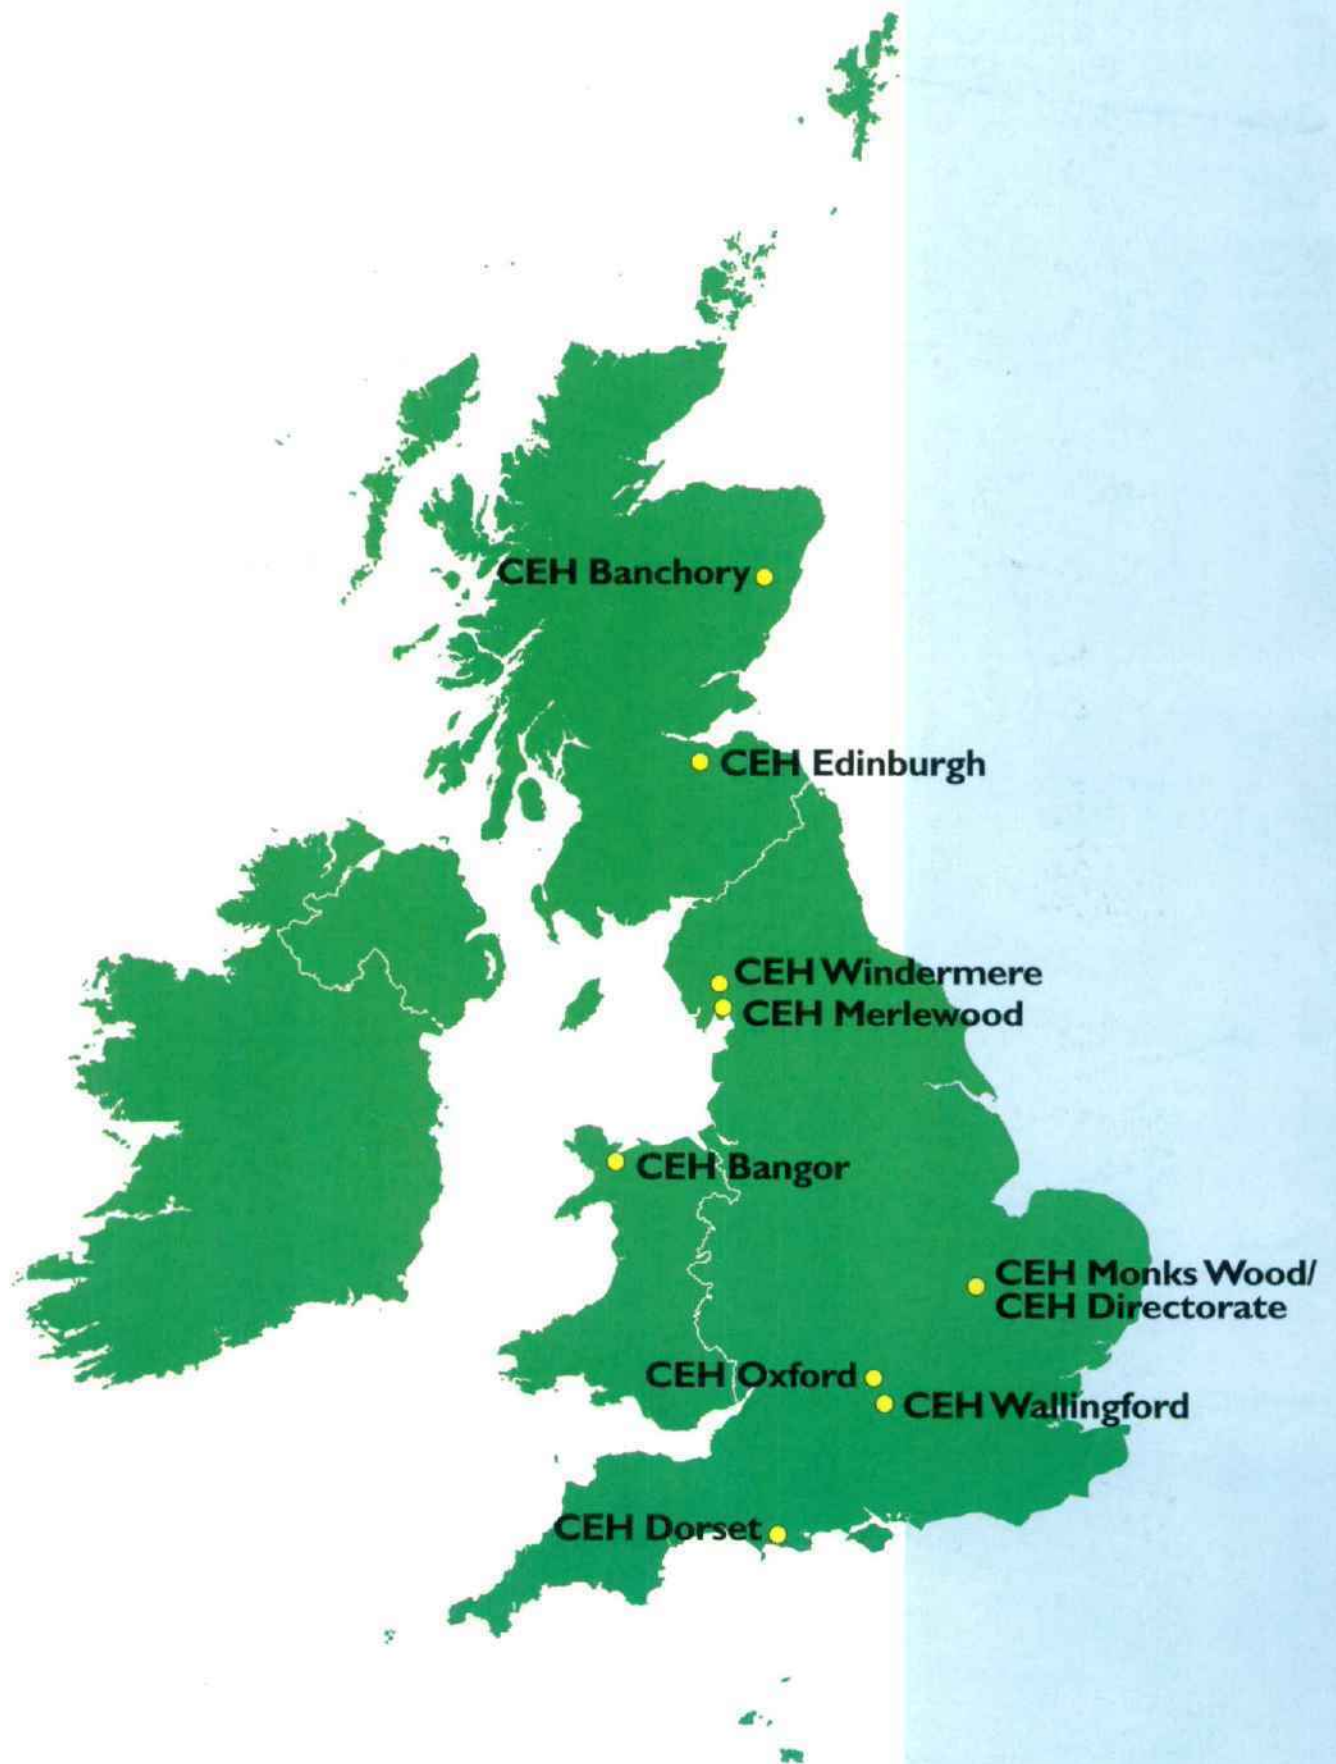 CEH Banchory
CEH Edinburgh
CEH Windermere
CEH Merlewood
CEH Bangor
CEH Monks Wood/
CEH Directorate
CEH Oxford
CEH Wallingford
CEH Dorset